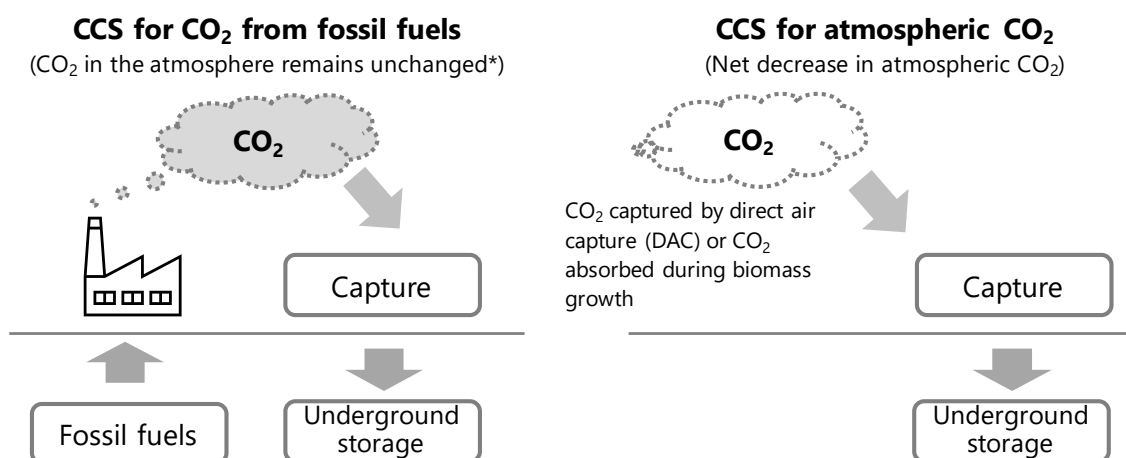 CCS for CO₂ from fossil fuels
(CO₂ in the atmosphere remains unchanged*)
CO₂
Capture
Fossil fuels
Underground
storage
CCS for atmospheric CO₂
(Net decrease in atmospheric CO₂)
CO₂
CO₂ captured by direct air
capture (DAC) or CO₂
absorbed during biomass
growth
Capture
Underground
storage